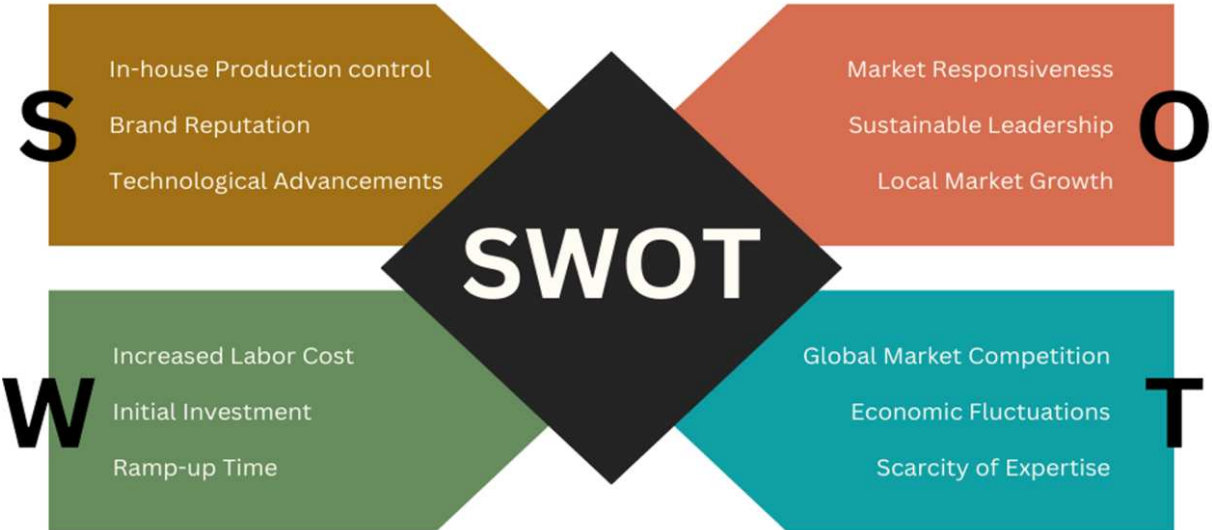 S
In-house Production control
Brand Reputation
Technological Advancements
O
Market Responsiveness
Sustainable Leadership
Local Market Growth
SWOT
W
Increased Labor Cost
Initial Investment
Ramp-up Time
T
Global Market Competition
Economic Fluctuations
Scarcity of Expertise